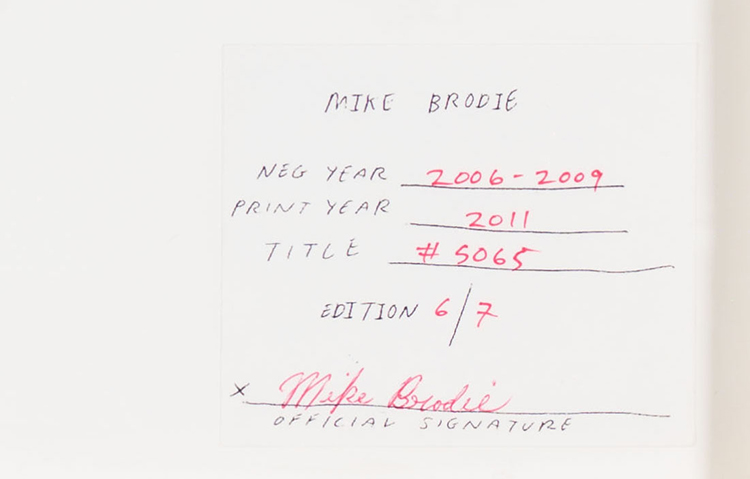 MIKE BRODIE
NEG YEAR 2006-2009
PRINT YEAR 2011
TITLE # 5065
EDITION 6/7
x Mike Brodie
OFFICIAL SIGNATURE